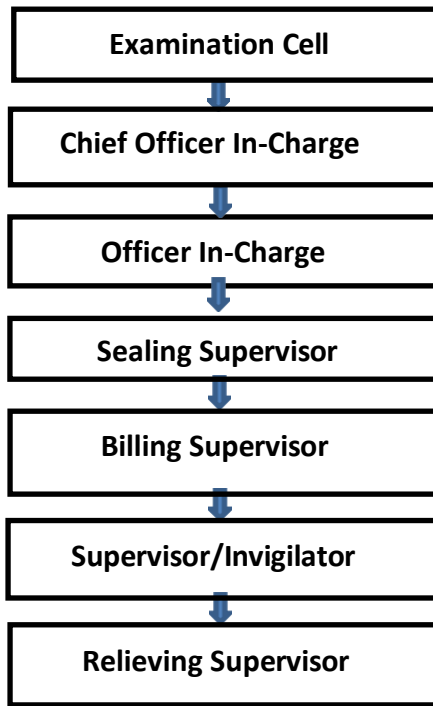 Examination Cell
Chief Officer In-Charge
Officer In-Charge
Sealing Supervisor
Billing Supervisor
Supervisor/Invigilator
Relieving Supervisor